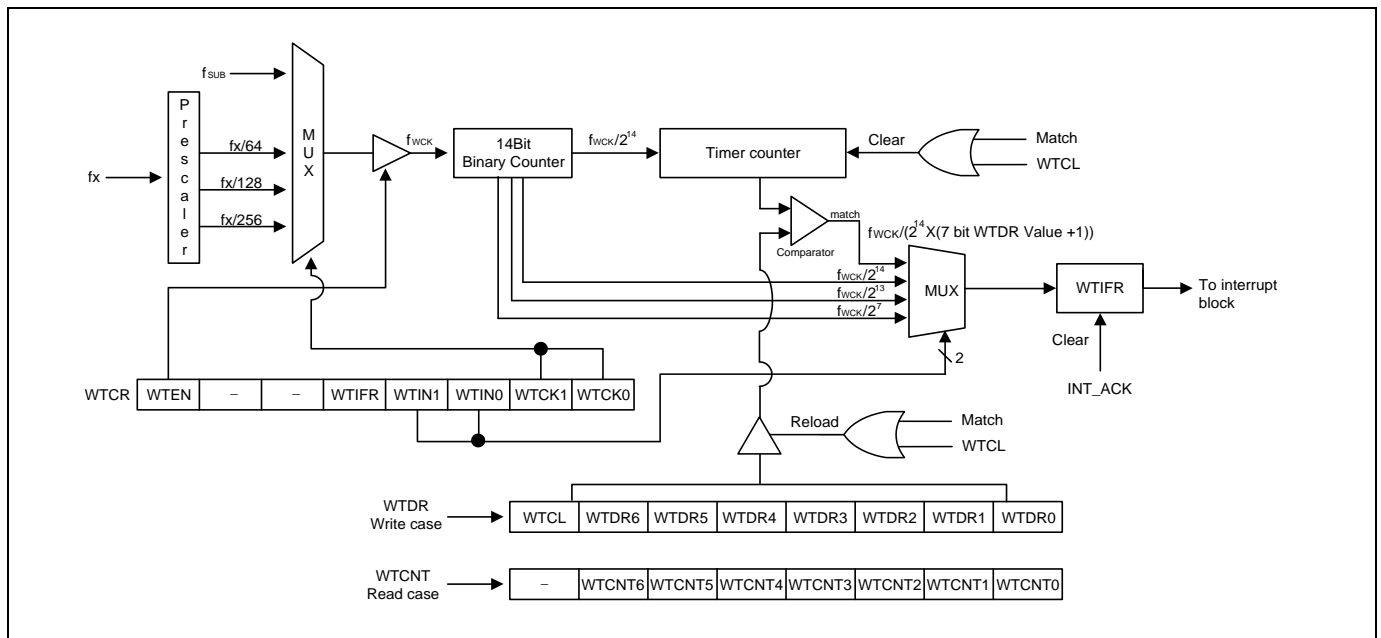 fSUB
Prescaler
fx
fx/64
fx/128
fx/256
MUX
fWCK
14Bit
Binary Counter
fWCK/2^14
Timer counter
Clear
Match
WTCL
match
Comparator
fWCK/(2^14X(7 bit WTDR Value +1))
fWCK/2^14
fWCK/2^13
fWCK/2^7
MUX
2
WTIFR
To interrupt
block
Clear
INT_ACK
WTCR WTEN – – WTIFR WTIN1 WTIN0 WTCK1 WTCK0
Reload
Match
WTCL
WTDR
Write case
WTCL WTDR6 WTDR5 WTDR4 WTDR3 WTDR2 WTDR1 WTDR0
WTCNT
Read case
– WTCNT6 WTCNT5 WTCNT4 WTCNT3 WTCNT2 WTCNT1 WTCNT0